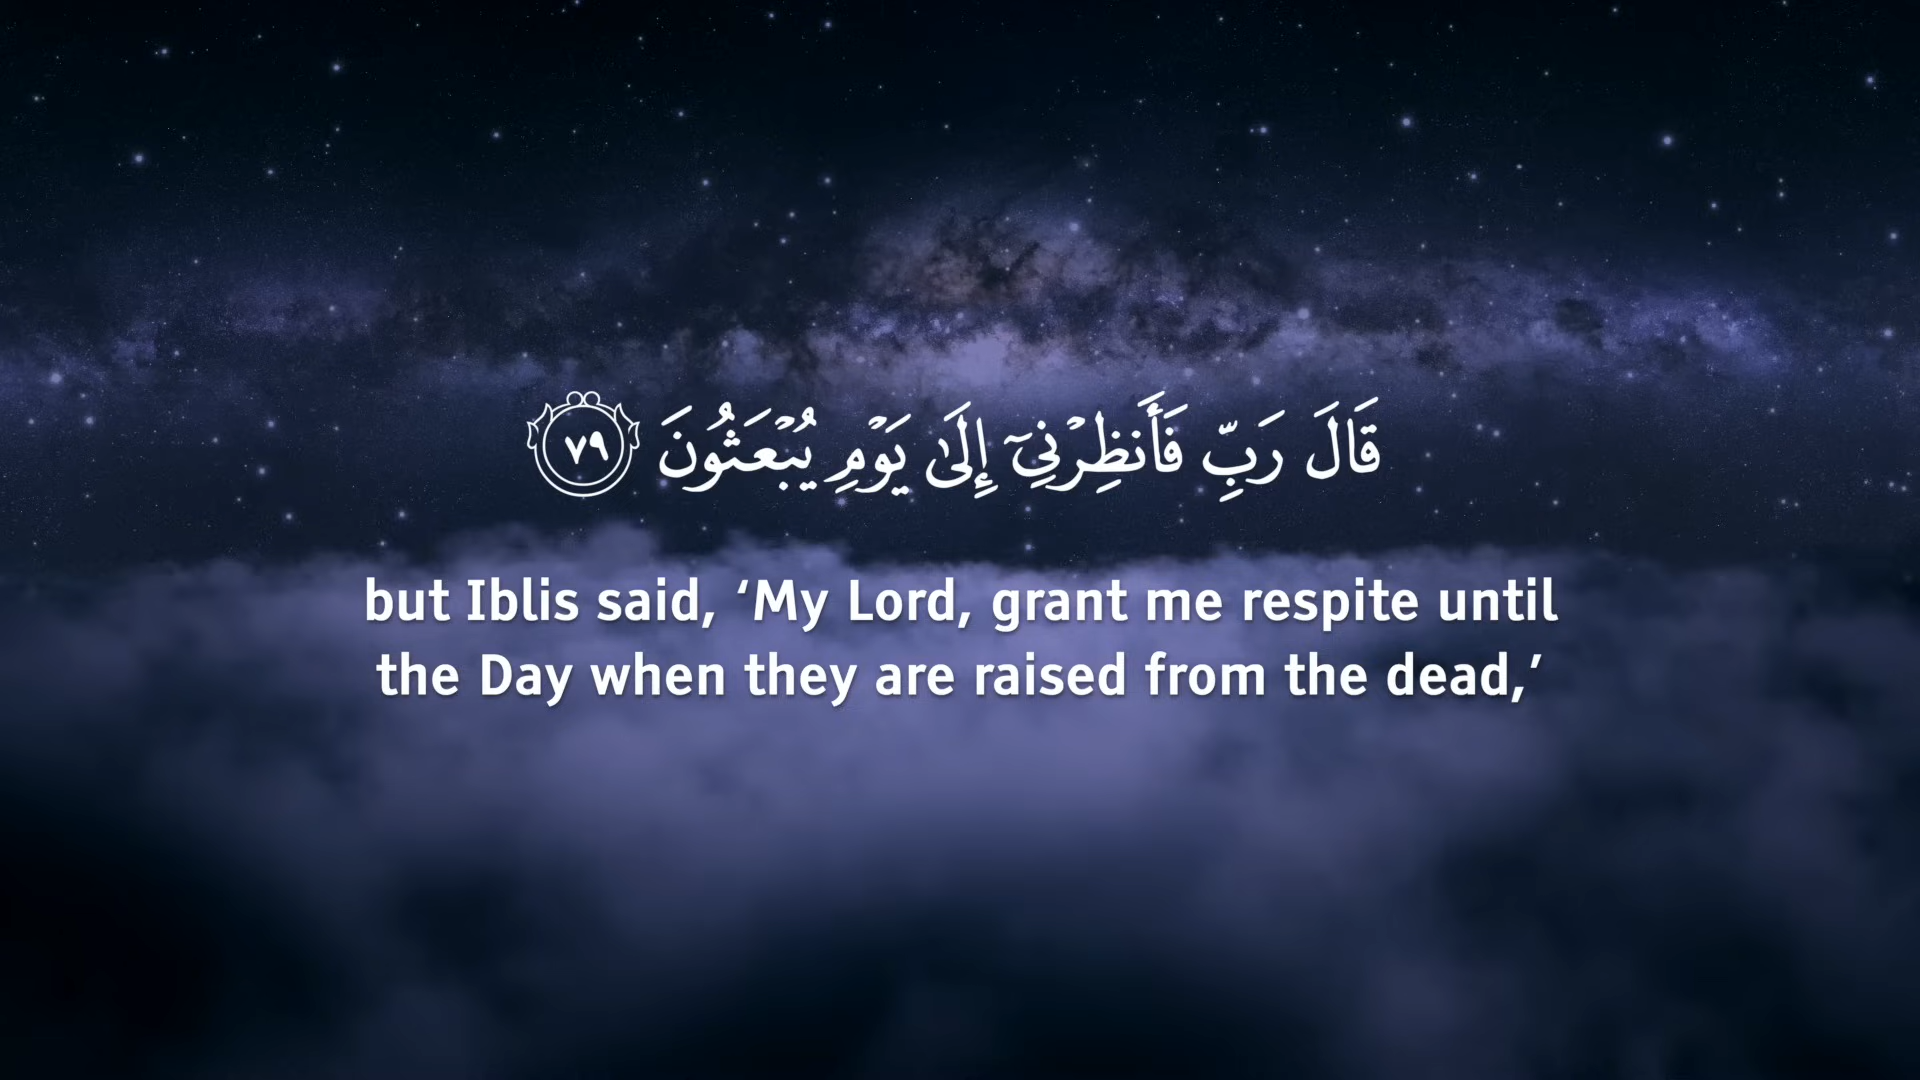 قَالَ رَبِّ فَأَنظِرْنِيٓ إِلَىٰ يَوْمِ يُبْعَثُونَ ٧٩
but Iblis said, ‘My Lord, grant me respite until
the Day when they are raised from the dead,’